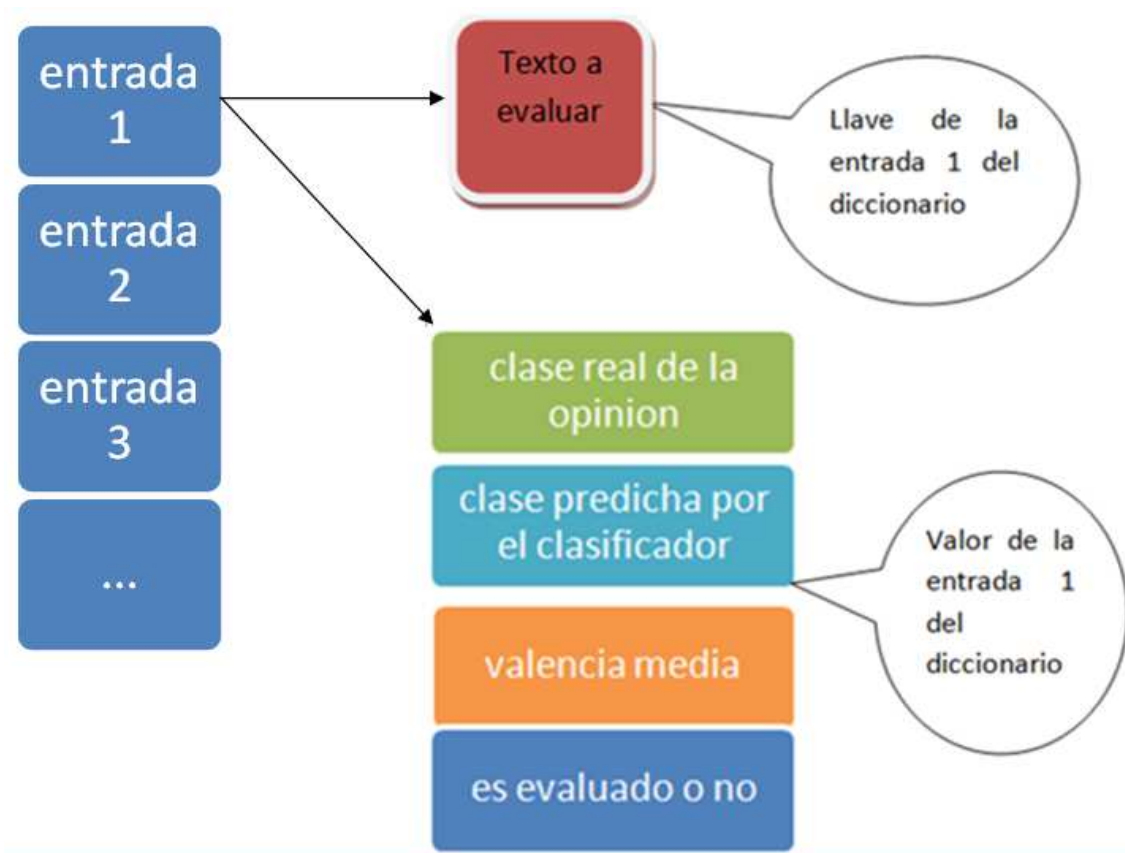 entrada
1
entrada
2
entrada
3
...
Texto a
evaluar
Llave de la
entrada 1 del
diccionario
clase real de la
opinion
clase predicha por
el clasificador
valencia media
es evaluado o no
Valor de la
entrada 1
del
diccionario